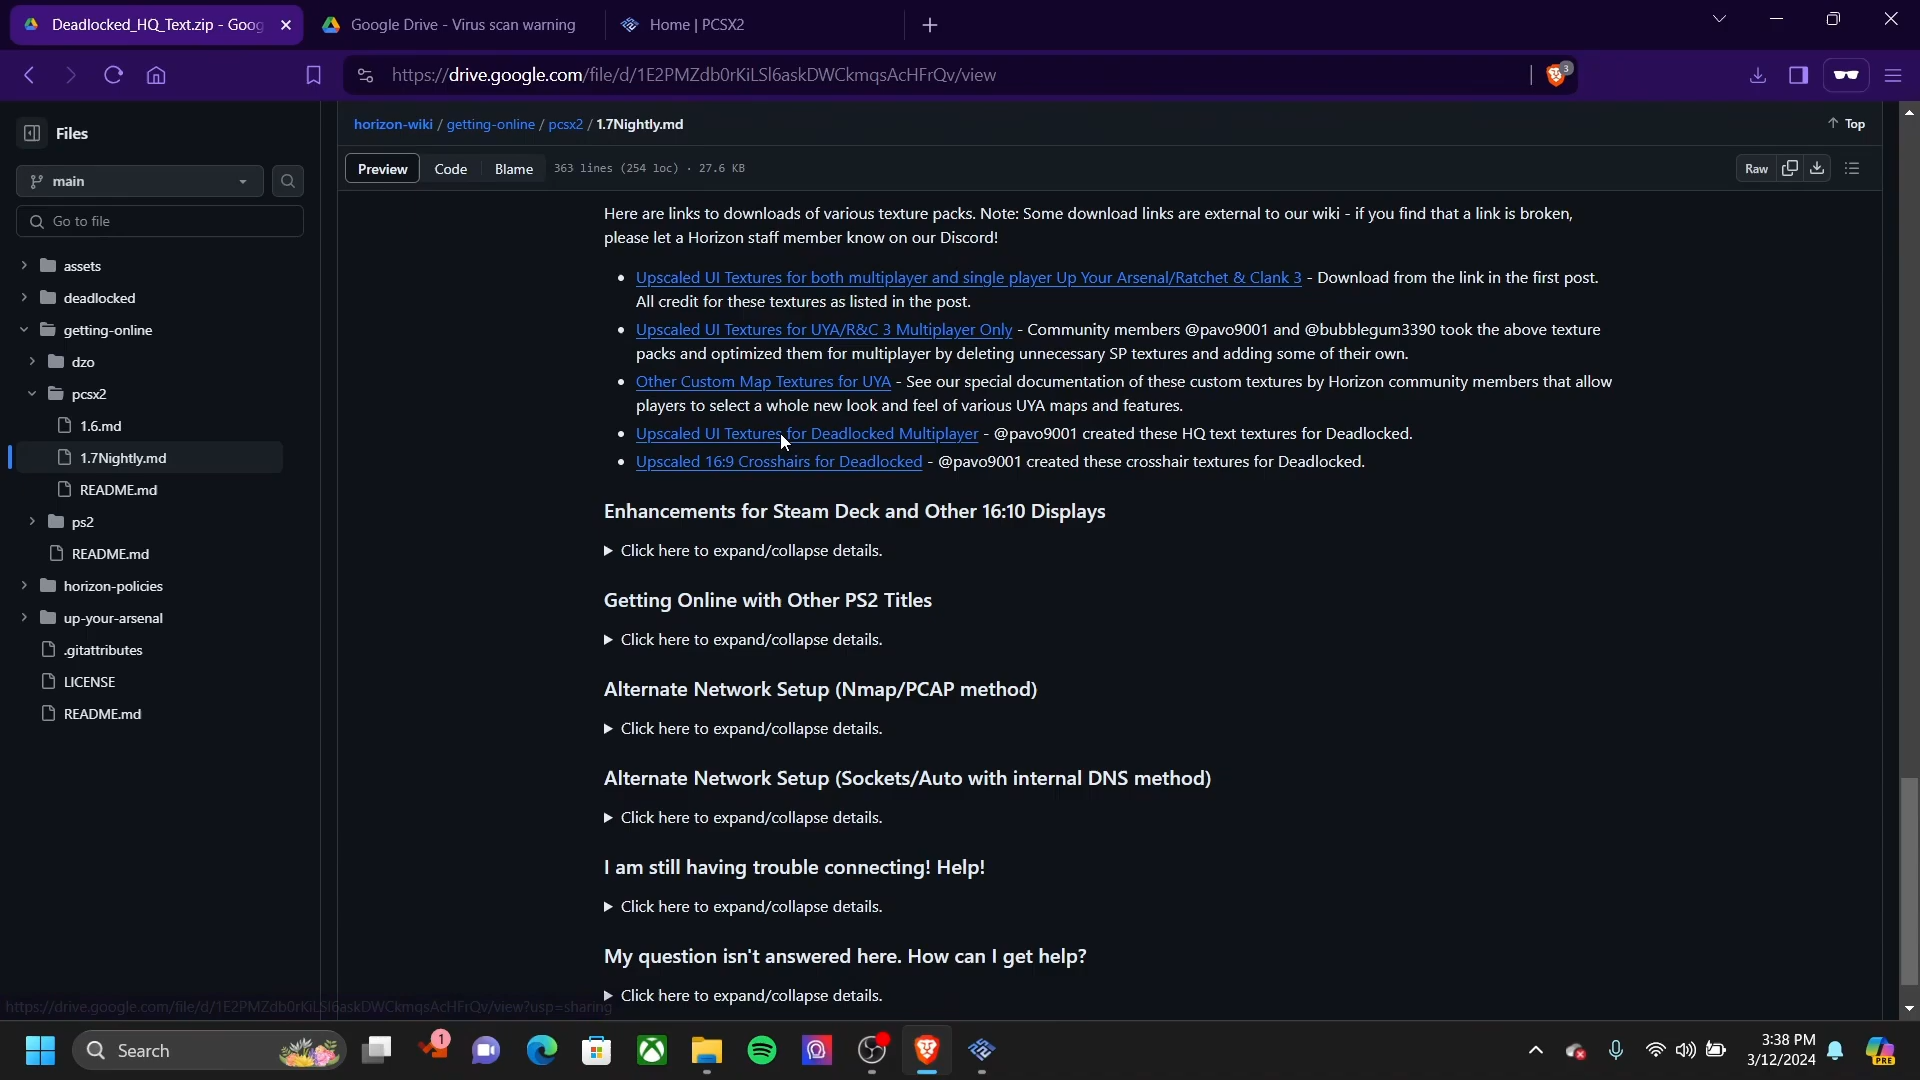 Deadlocked_HQ_Text.zip - Goog
Google Drive - Virus scan warning
Home | PCSX2
https://drive.google.com/file/d/1E2PMZdb0rKiLSl6askDWCkmqsAcHFrQv/view
3
Files
main
Go to file
assets
deadlocked
getting-online
dzo
pcsx2
1.6.md
1.7Nightly.md
README.md
ps2
README.md
horizon-policies
up-your-arsenal
.gitattributes
LICENSE
README.md
horizon-wiki / getting-online / pcsx2 / 1.7Nightly.md
Top
Preview Code Blame 363 lines (254 loc) · 27.6 KB
Raw
Here are links to downloads of various texture packs. Note: Some download links are external to our wiki - if you find that a link is broken,
please let a Horizon staff member know on our Discord!
• Upscaled UI Textures for both multiplayer and single player Up Your Arsenal/Ratchet & Clank 3 - Download from the link in the first post.
All credit for these textures as listed in the post.
• Upscaled UI Textures for UYA/R&C 3 Multiplayer Only - Community members @pavo9001 and @bubblegum3390 took the above texture
packs and optimized them for multiplayer by deleting unnecessary SP textures and adding some of their own.
• Other Custom Map Textures for UYA - See our special documentation of these custom textures by Horizon community members that allow
players to select a whole new look and feel of various UYA maps and features.
• Upscaled UI Textures for Deadlocked Multiplayer - @pavo9001 created these HQ text textures for Deadlocked.
• Upscaled 16:9 Crosshairs for Deadlocked - @pavo9001 created these crosshair textures for Deadlocked.
Enhancements for Steam Deck and Other 16:10 Displays
Click here to expand/collapse details.
Getting Online with Other PS2 Titles
Click here to expand/collapse details.
Alternate Network Setup (Nmap/PCAP method)
Click here to expand/collapse details.
Alternate Network Setup (Sockets/Auto with internal DNS method)
Click here to expand/collapse details.
I am still having trouble connecting! Help!
Click here to expand/collapse details.
My question isn't answered here. How can I get help?
Click here to expand/collapse details.
https://drive.google.com/file/d/1E2PMZdb0rKiLSl6askDWCkmqsAcHFrQv/view?usp=sharing
Search
1
3:38 PM
3/12/2024
PRE